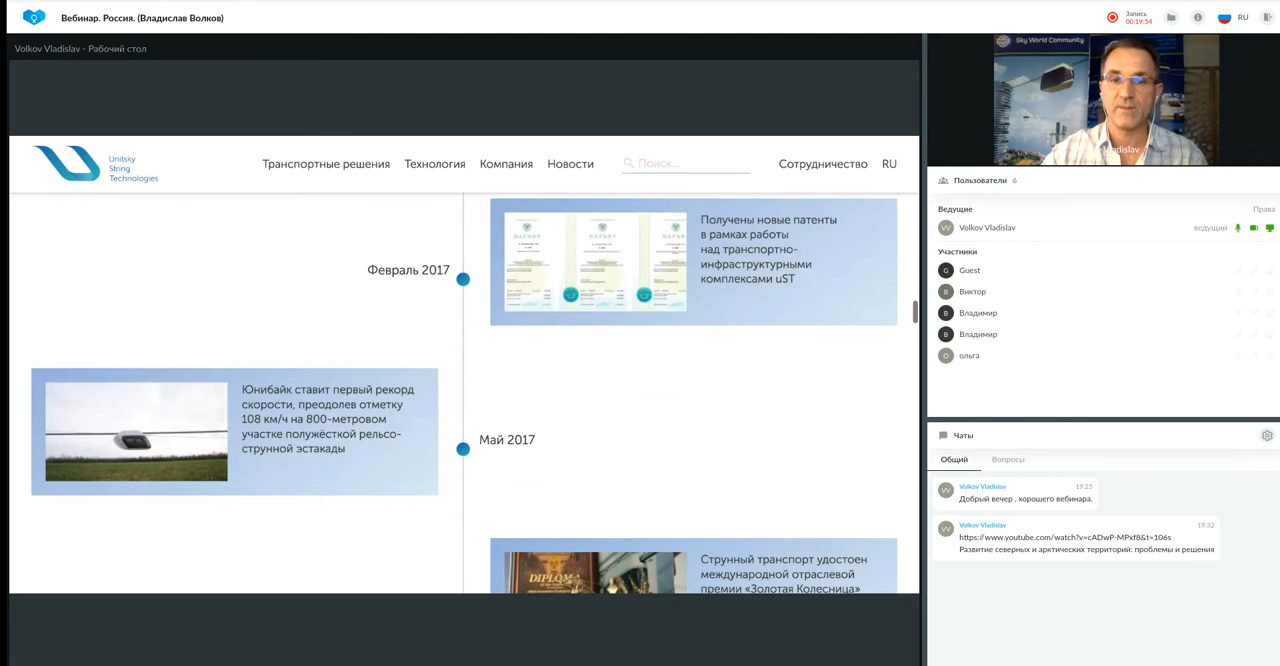 Вебинар. Россия. (Владислав Волков)
Запись
00:19:54
RU
Volkov Vladislav - Рабочий стол
Unitsky
String
Technologies
Транспортные решения
Технология
Компания
Новости
Поиск...
Сотрудничество
RU
Получены новые патенты
в рамках работы
над транспортно-
инфраструктурными
комплексами uST
Февраль 2017
Юнибайк ставит первый рекорд
скорости, преодолев отметку
108 км/ч на 800-метровом
участке полужёсткой рельсо-
струнной эстакады
Май 2017
DIPLOMA
Струнный транспорт удостоен
международной отраслевой
премии «Золотая Колесница»
Sky World Community
Vladislav
Пользователи 6
Ведущие
Права
VV
Volkov Vladislav
ведущий
Участники
G
Guest
В
Виктор
В
Владимир
В
Владимир
О
ольга
Чаты
Общий
Вопросы
VV
Volkov Vladislav
19:25
Добрый вечер , хорошего вебинара.
VV
Volkov Vladislav
19:32
https://www.youtube.com/watch?v=cADwP-MPxf8&t=106s
Развитие северных и арктических территорий: проблемы и решения